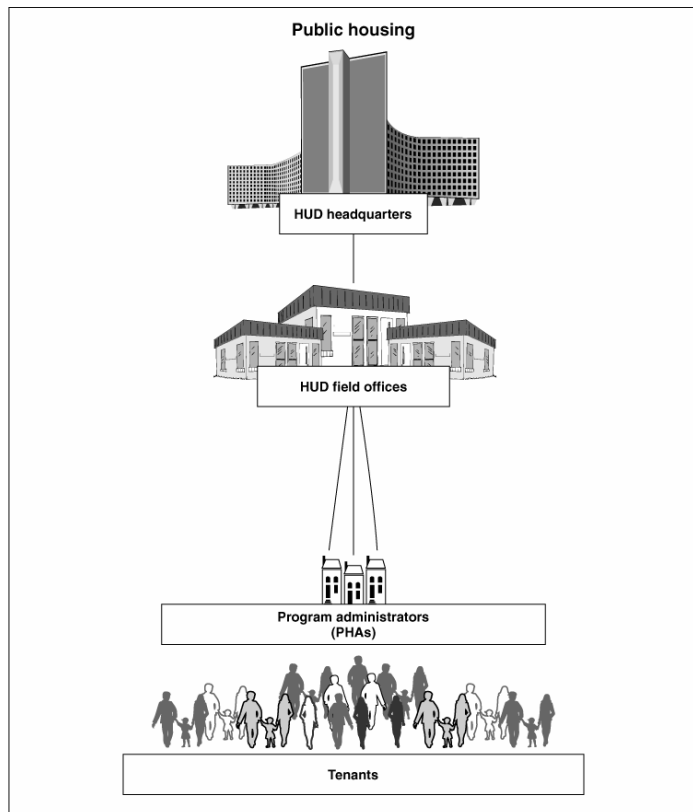 Public housing
HUD headquarters
HUD field offices
Program administrators
(PHAs)
Tenants